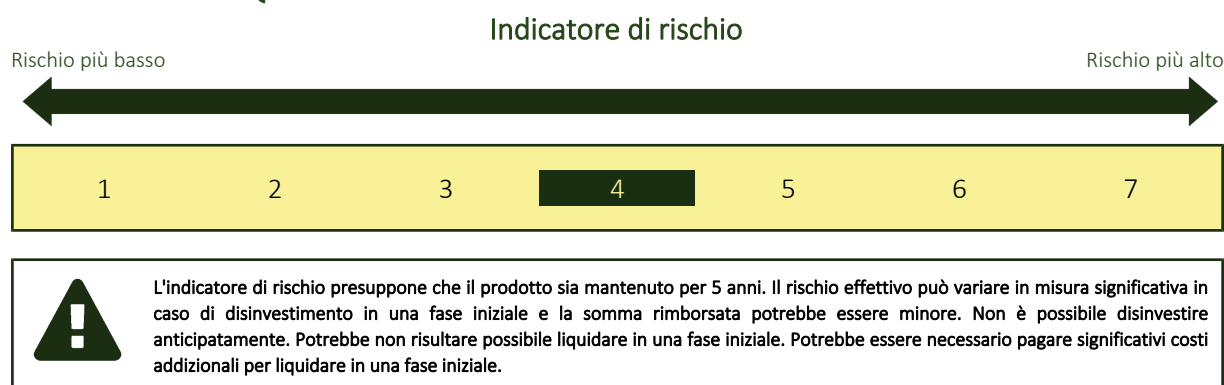 Indicatore di rischio
Rischio più basso
Rischio più alto
1 2 3 4 5 6 7
L'indicatore di rischio presuppone che il prodotto sia mantenuto per 5 anni. Il rischio effettivo può variare in misura significativa in
caso di disinvestimento in una fase iniziale e la somma rimborsata potrebbe essere minore. Non è possibile disinvestire
anticipatamente. Potrebbe non risultare possibile liquidare in una fase iniziale. Potrebbe essere necessario pagare significativi costi
addizionali per liquidare in una fase iniziale.